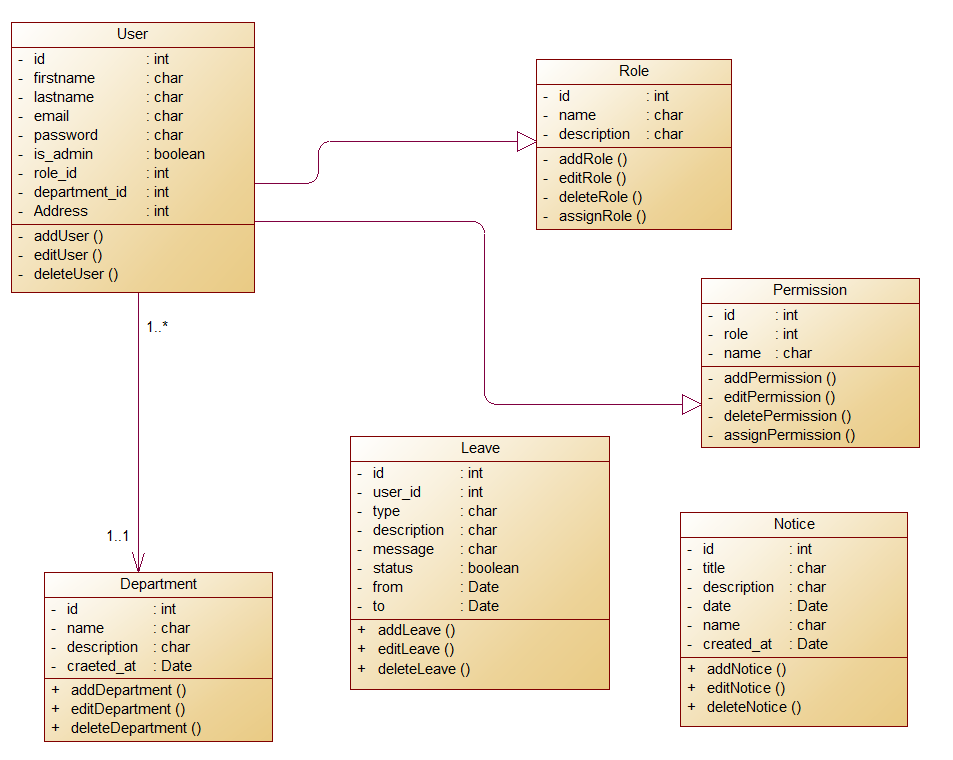 User
- id : int
- firstname : char
- lastname : char
- email : char
- password : char
- is_admin : boolean
- role_id : int
- department_id : int
- Address : int
- addUser ()
- editUser ()
- deleteUser ()
Role
- id : int
- name : char
- description : char
- addRole ()
- editRole ()
- deleteRole ()
- assignRole ()
Permission
- id : int
- role : int
- name : char
- addPermission ()
- editPermission ()
- deletePermission ()
- assignPermission ()
1..*
1..1
Leave
- id : int
- user_id : int
- type : char
- description : char
- message : char
- status : boolean
- from : Date
- to : Date
+ addLeave ()
+ editLeave ()
+ deleteLeave ()
Notice
- id : int
- title : char
- description : char
- date : Date
- name : char
- created_at : Date
+ addNotice ()
+ editNotice ()
+ deleteNotice ()
Department
- id : int
- name : char
- description : char
- craeted_at : Date
+ addDepartment ()
+ editDepartment ()
+ deleteDepartment ()